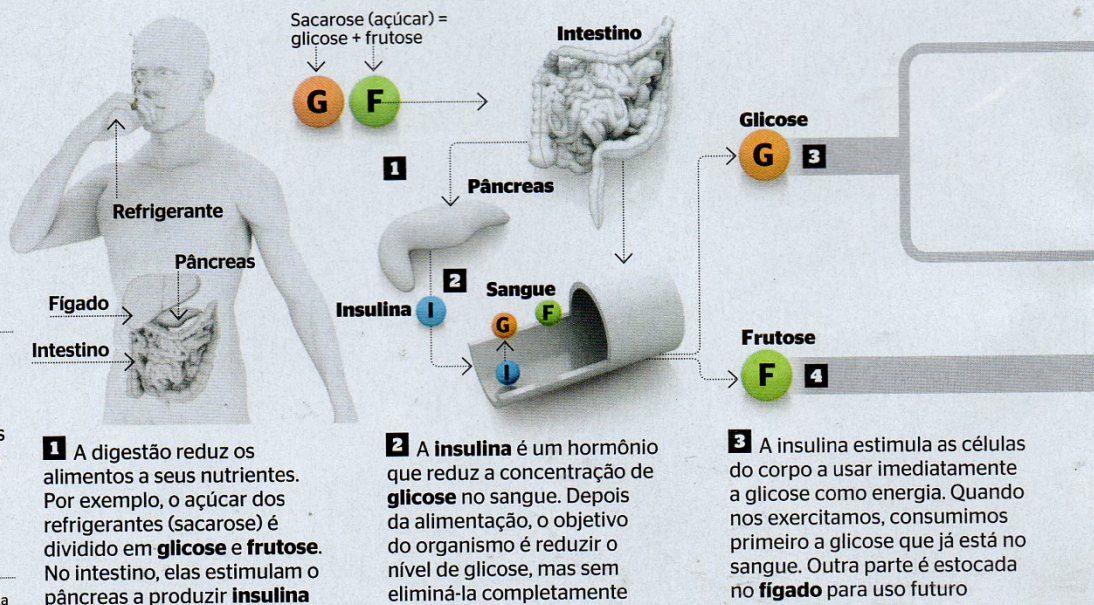 Sacarose (açúcar) =
glicose + frutose
G
F
Intestino
1
Refrigerante
Pâncreas
Fígado
Intestino
Pâncreas
2
Insulina
I
Sangue
G
F
I
Glicose
G
3
Frutose
F
4
s
a
1 A digestão reduz os
alimentos a seus nutrientes.
Por exemplo, o açúcar dos
refrigerantes (sacarose) é
dividido em glicose e frutose.
No intestino, elas estimulam o
pâncreas a produzir insulina
2 A insulina é um hormônio
que reduz a concentração de
glicose no sangue. Depois
da alimentação, o objetivo
do organismo é reduzir o
nível de glicose, mas sem
eliminá-la completamente
3 A insulina estimula as células
do corpo a usar imediatamente
a glicose como energia. Quando
nos exercitamos, consumimos
primeiro a glicose que já está no
sangue. Outra parte é estocada
no fígado para uso futuro